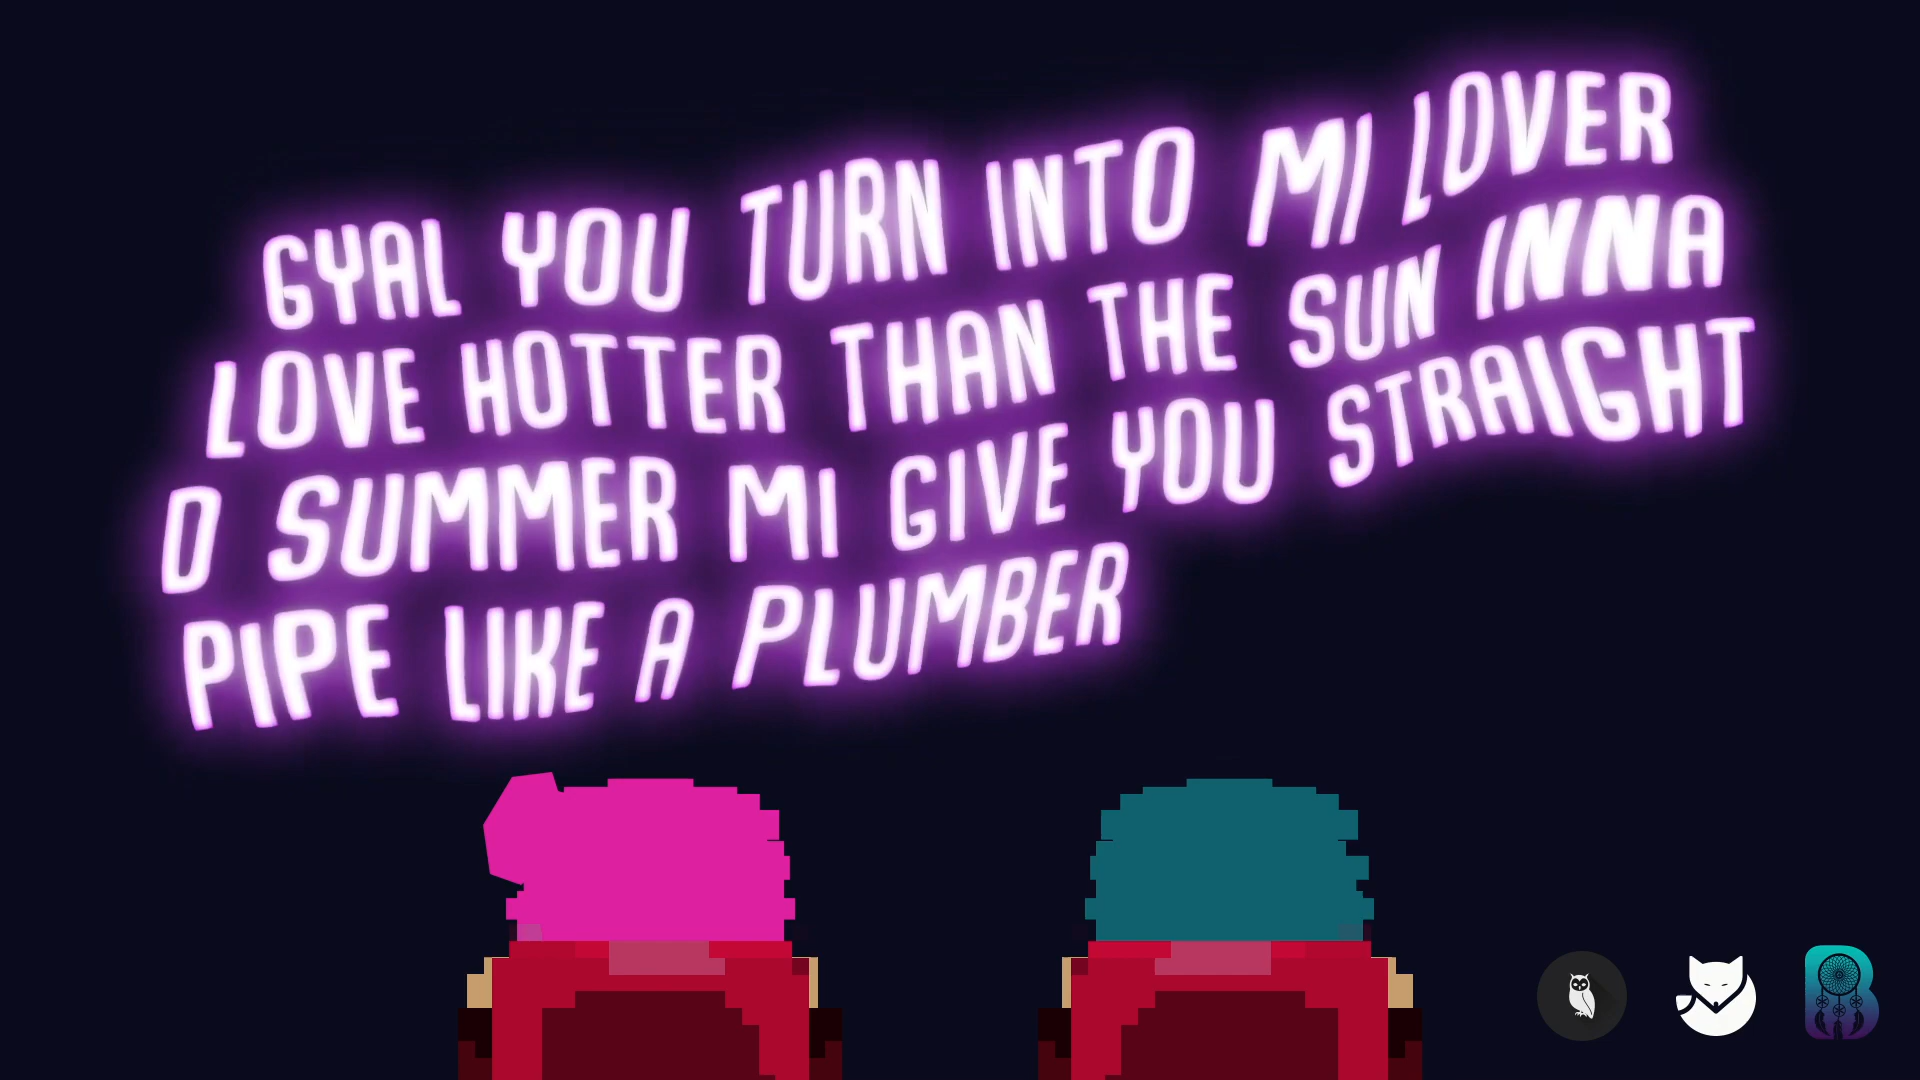 GYAL YOU TURN INTO MI LOVER
LOVE HOTTER THAN THE SUN INNA
D SUMMER MI GIVE YOU STRAIGHT
PIPE LIKE A PLUMBER
B